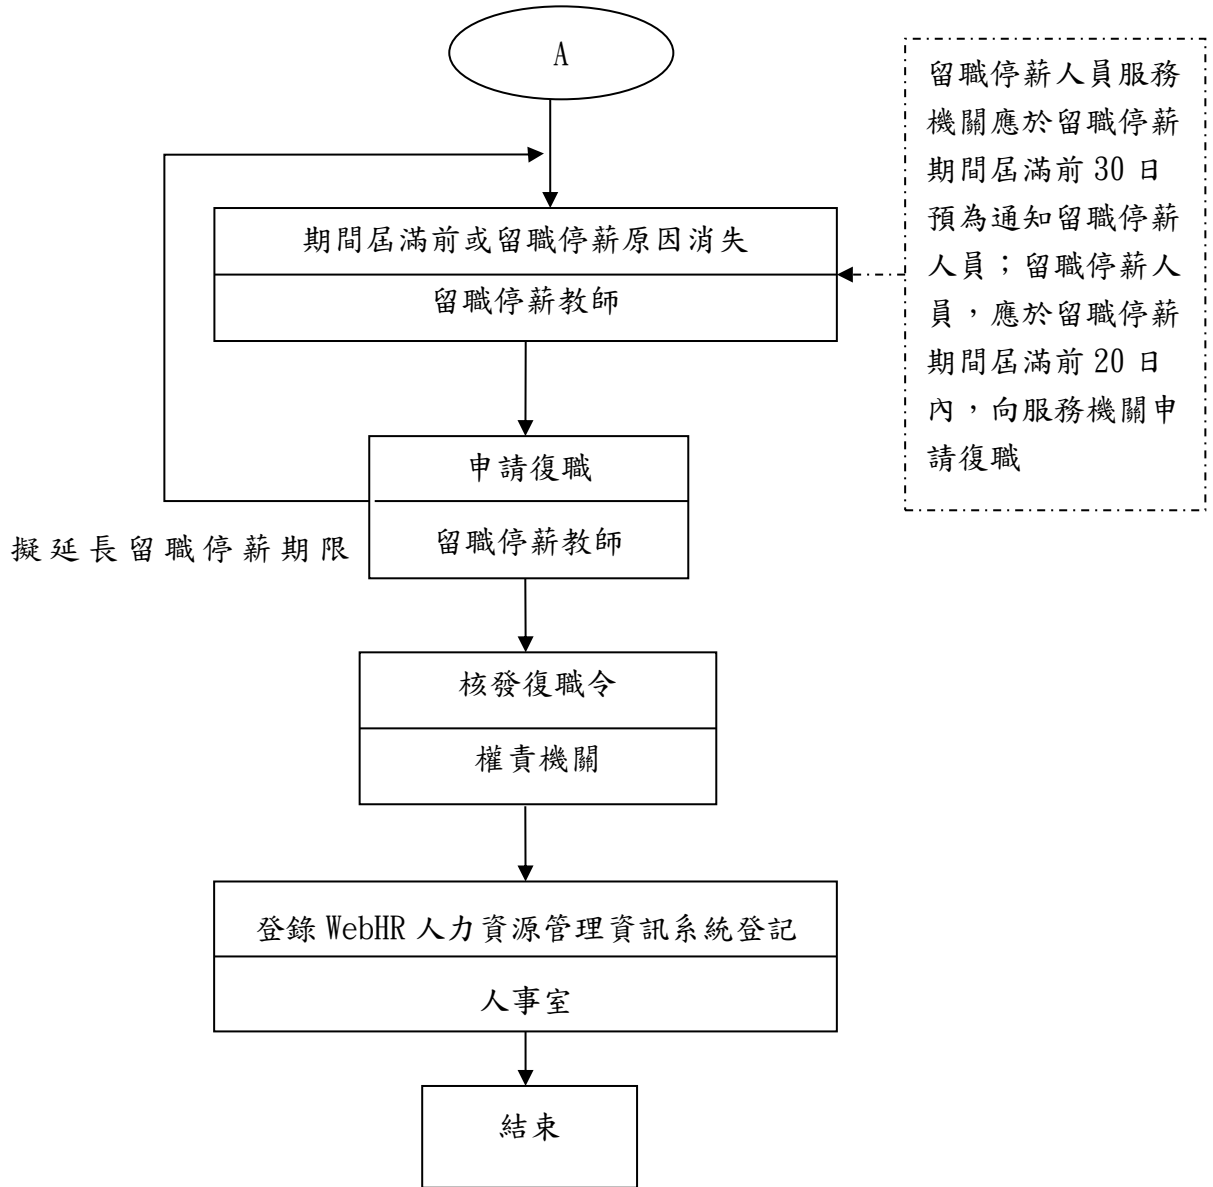 A
留職停薪人員服務
機關應於留職停薪
期間屆滿前 30 日
預為通知留職停薪
人員；留職停薪人
員，應於留職停薪
期間屆滿前 20 日
內，向服務機關申
請復職
期間屆滿前或留職停薪原因消失
留職停薪教師
申請復職
留職停薪教師
擬延長留職停薪期限
核發復職令
權責機關
登錄 WebHR 人力資源管理資訊系統登記
人事室
結束